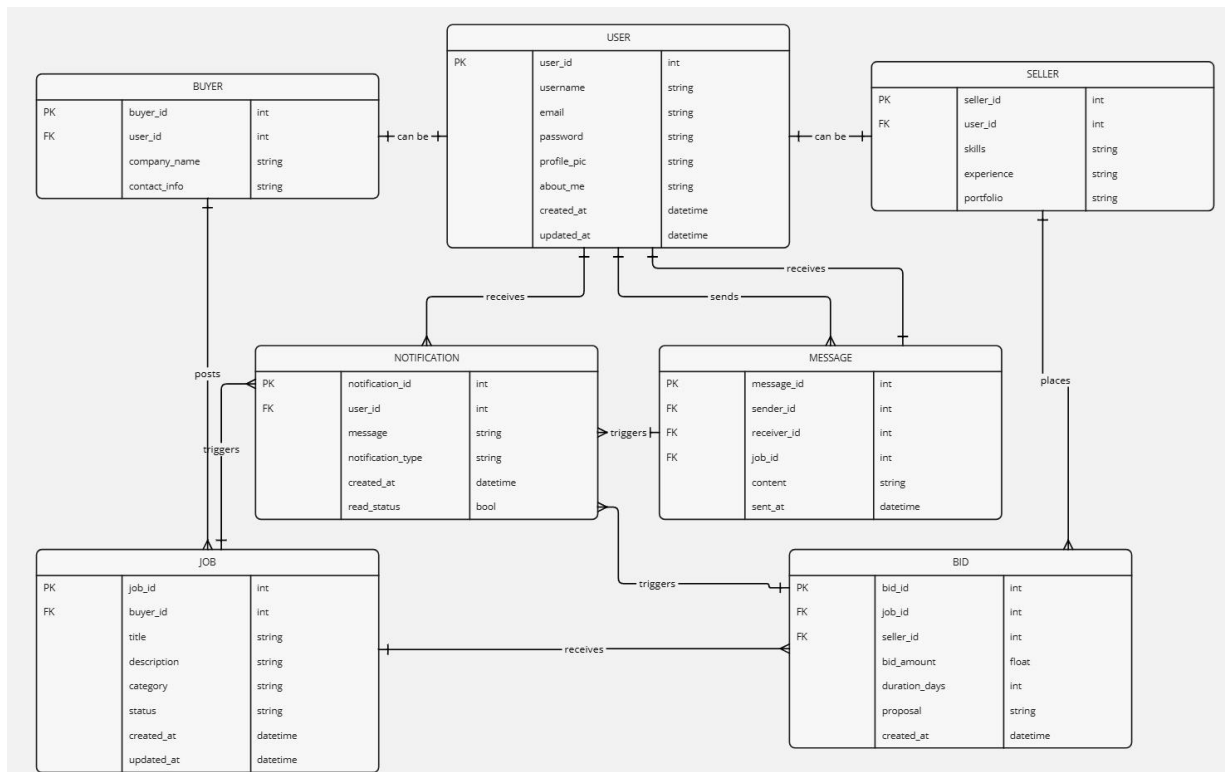 USER
PK user_id int
username string
email string
password string
profile_pic string
about_me string
created_at datetime
updated_at datetime
BUYER
PK buyer_id int
FK user_id int
company_name string
contact_info string
can be
can be
SELLER
PK seller_id int
FK user_id int
skills string
experience string
portfolio string
receives
sends
receives
posts
triggers
places
NOTIFICATION
PK notification_id int
FK user_id int
message string
notification_type string
created_at datetime
read_status bool
triggers
MESSAGE
PK message_id int
FK sender_id int
FK receiver_id int
FK job_id int
content string
sent_at datetime
triggers
JOB
PK job_id int
FK buyer_id int
title string
description string
category string
status string
created_at datetime
updated_at datetime
receives
BID
PK bid_id int
FK job_id int
FK seller_id int
bid_amount float
duration_days int
proposal string
created_at datetime